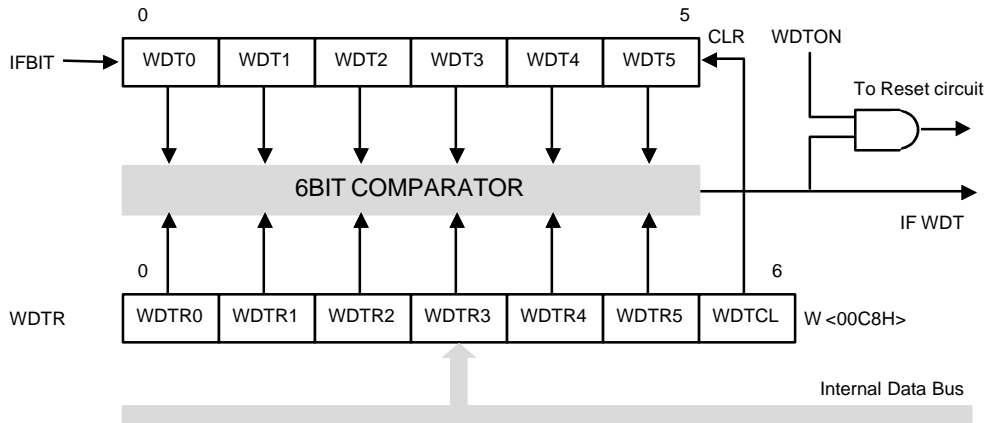 0 5
CLR WDTON
IFBIT WDT0 WDT1 WDT2 WDT3 WDT4 WDT5
To Reset circuit
6BIT COMPARATOR
IF WDT
0 6
WDTR WDTR0 WDTR1 WDTR2 WDTR3 WDTR4 WDTR5 WDTCL W <00C8H>
Internal Data Bus